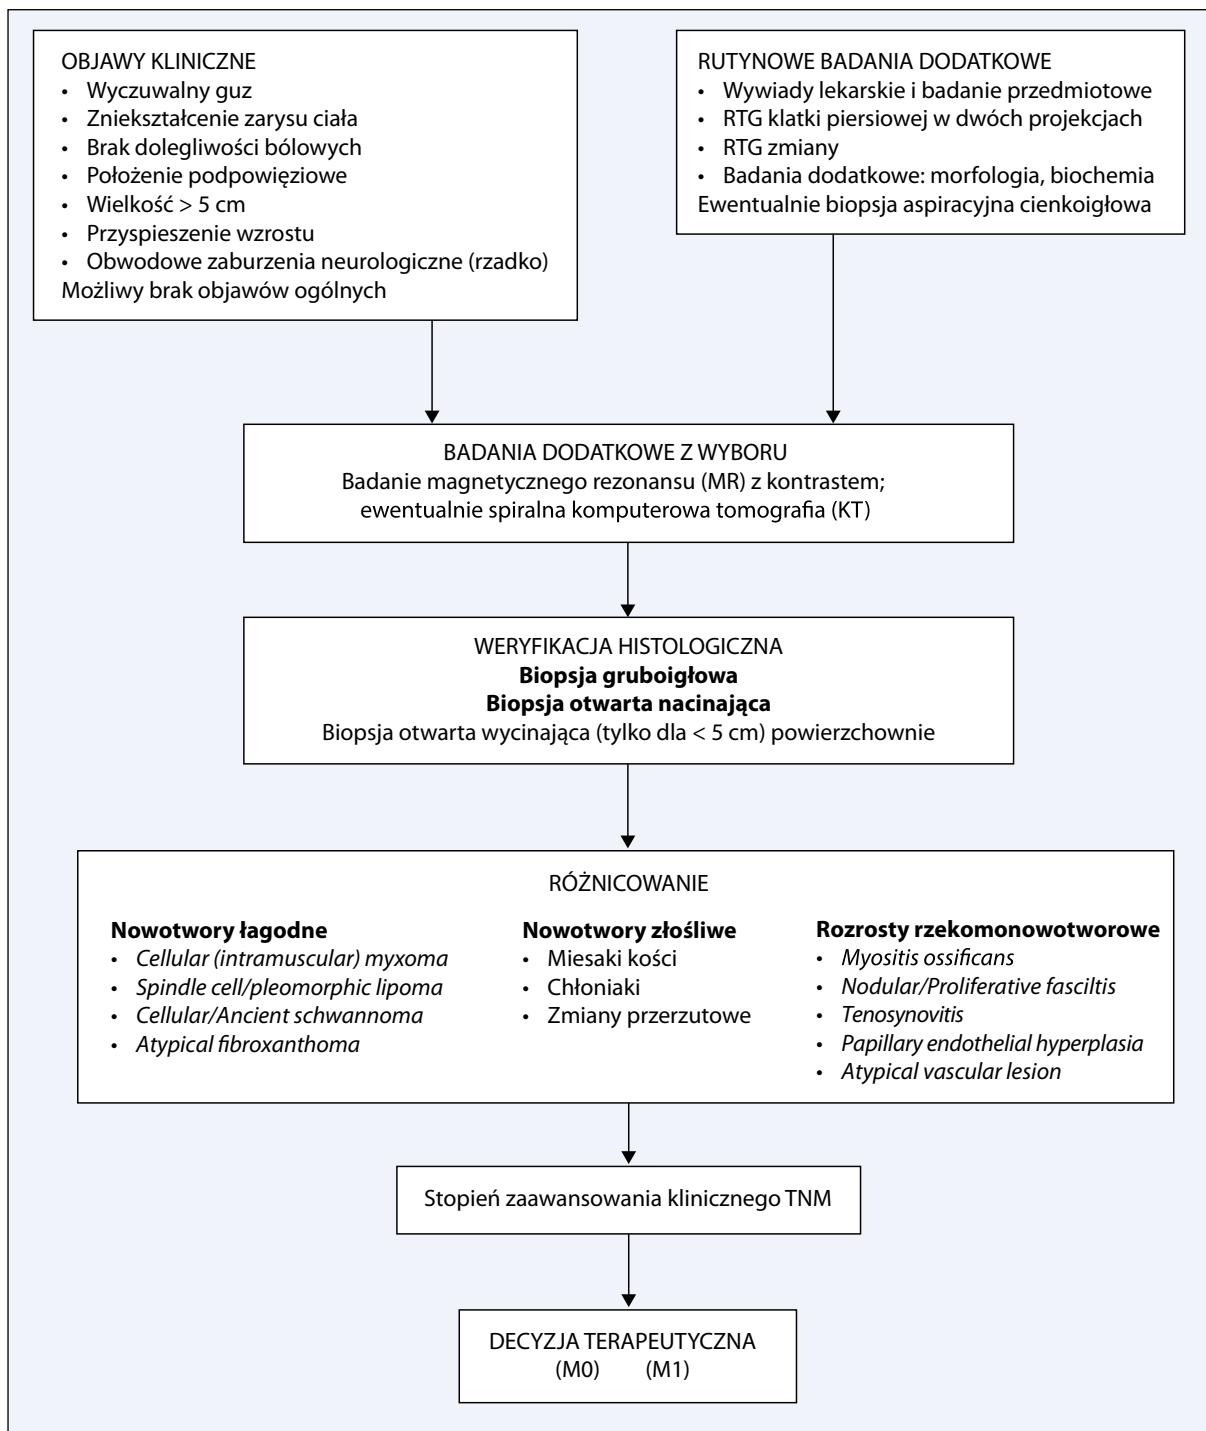 OBJAWY KLINICZNE
• Wyczuwalny guz
• Zniekształcenie zarysu ciała
• Brak dolegliwości bólowych
• Położenie podpowięziowe
• Wielkość > 5 cm
• Przyspieszenie wzrostu
• Obwodowe zaburzenia neurologiczne (rzadko)
Możliwy brak objawów ogólnych
RUTYNOWE BADANIA DODATKOWE
• Wywiady lekarskie i badanie przedmiotowe
• RTG klatki piersiowej w dwóch projekcjach
• RTG zmiany
• Badania dodatkowe: morfologia, biochemia
Ewentualnie biopsja aspiracyjna cienkoigłowa
BADANIA DODATKOWE Z WYBORU
Badanie magnetycznego rezonansu (MR) z kontrastem;
ewentualnie spiralna komputerowa tomografia (KT)
WERYFIKACJA HISTOLOGICZNA
Biopsja gruboigłowa
Biopsja otwarta nacinająca
Biopsja otwarta wycinająca (tylko dla < 5 cm) powierzchownie
RÓŻNICOWANIE
Nowotwory łagodne
• Cellular (intramuscular) myxoma
• Spindle cell/pleomorphic lipoma
• Cellular/Ancient schwannoma
• Atypical fibroxanthoma
Nowotwory złośliwe
• Miesaki kości
• Chłoniaki
• Zmiany przerzutowe
Rozrosty rzekomonowotworowe
• Myositis ossificans
• Nodular/Proliferative fasciltis
• Tenosynovitis
• Papillary endothelial hyperplasia
• Atypical vascular lesion
Stopień zaawansowania klinicznego TNM
DECYZJA TERAPEUTYCZNA
(M0) (M1)